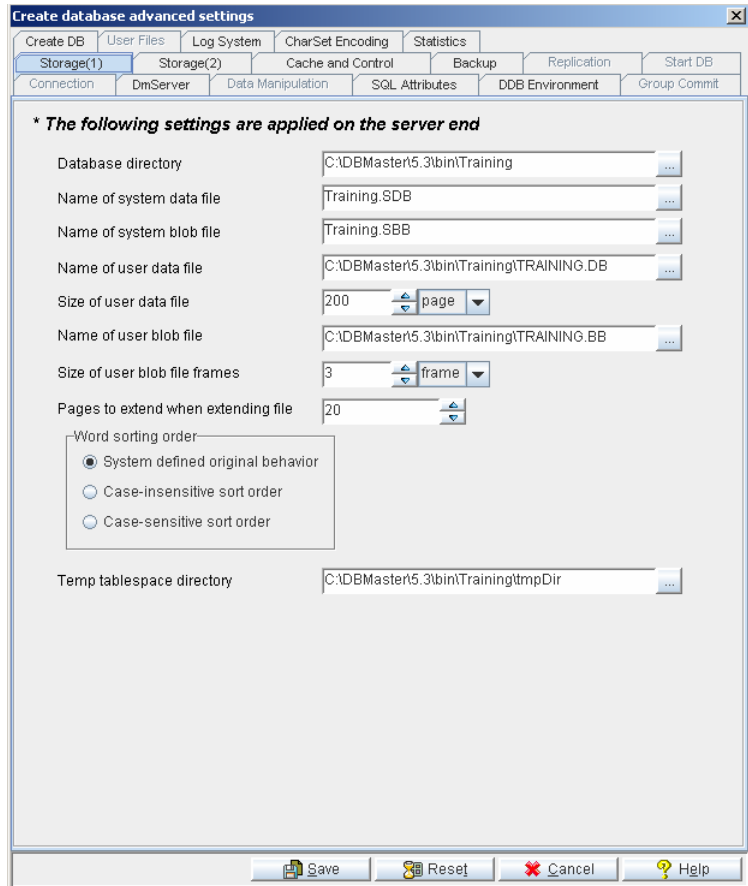 Create database advanced settings
Create DB User Files Log System CharSet Encoding Statistics
Storage(1) Storage(2) Cache and Control Backup Replication Start DB
Connection DmServer Data Manipulation SQL Attributes DDB Environment Group Commit
* The following settings are applied on the server end
Database directory C:\DBMaster\5.3\bin\Training ...
Name of system data file Training.SDB ...
Name of system blob file Training.SBB ...
Name of user data file C:\DBMaster\5.3\bin\Training\TRAINING.DB ...
Size of user data file 200 page
Name of user blob file C:\DBMaster\5.3\bin\Training\TRAINING.BB ...
Size of user blob file frames 3 frame
Pages to extend when extending file 20
Word sorting order
System defined original behavior
Case-insensitive sort order
Case-sensitive sort order
Temp tablespace directory C:\DBMaster\5.3\bin\Training\tmpDir ...
Save Reset Cancel Help